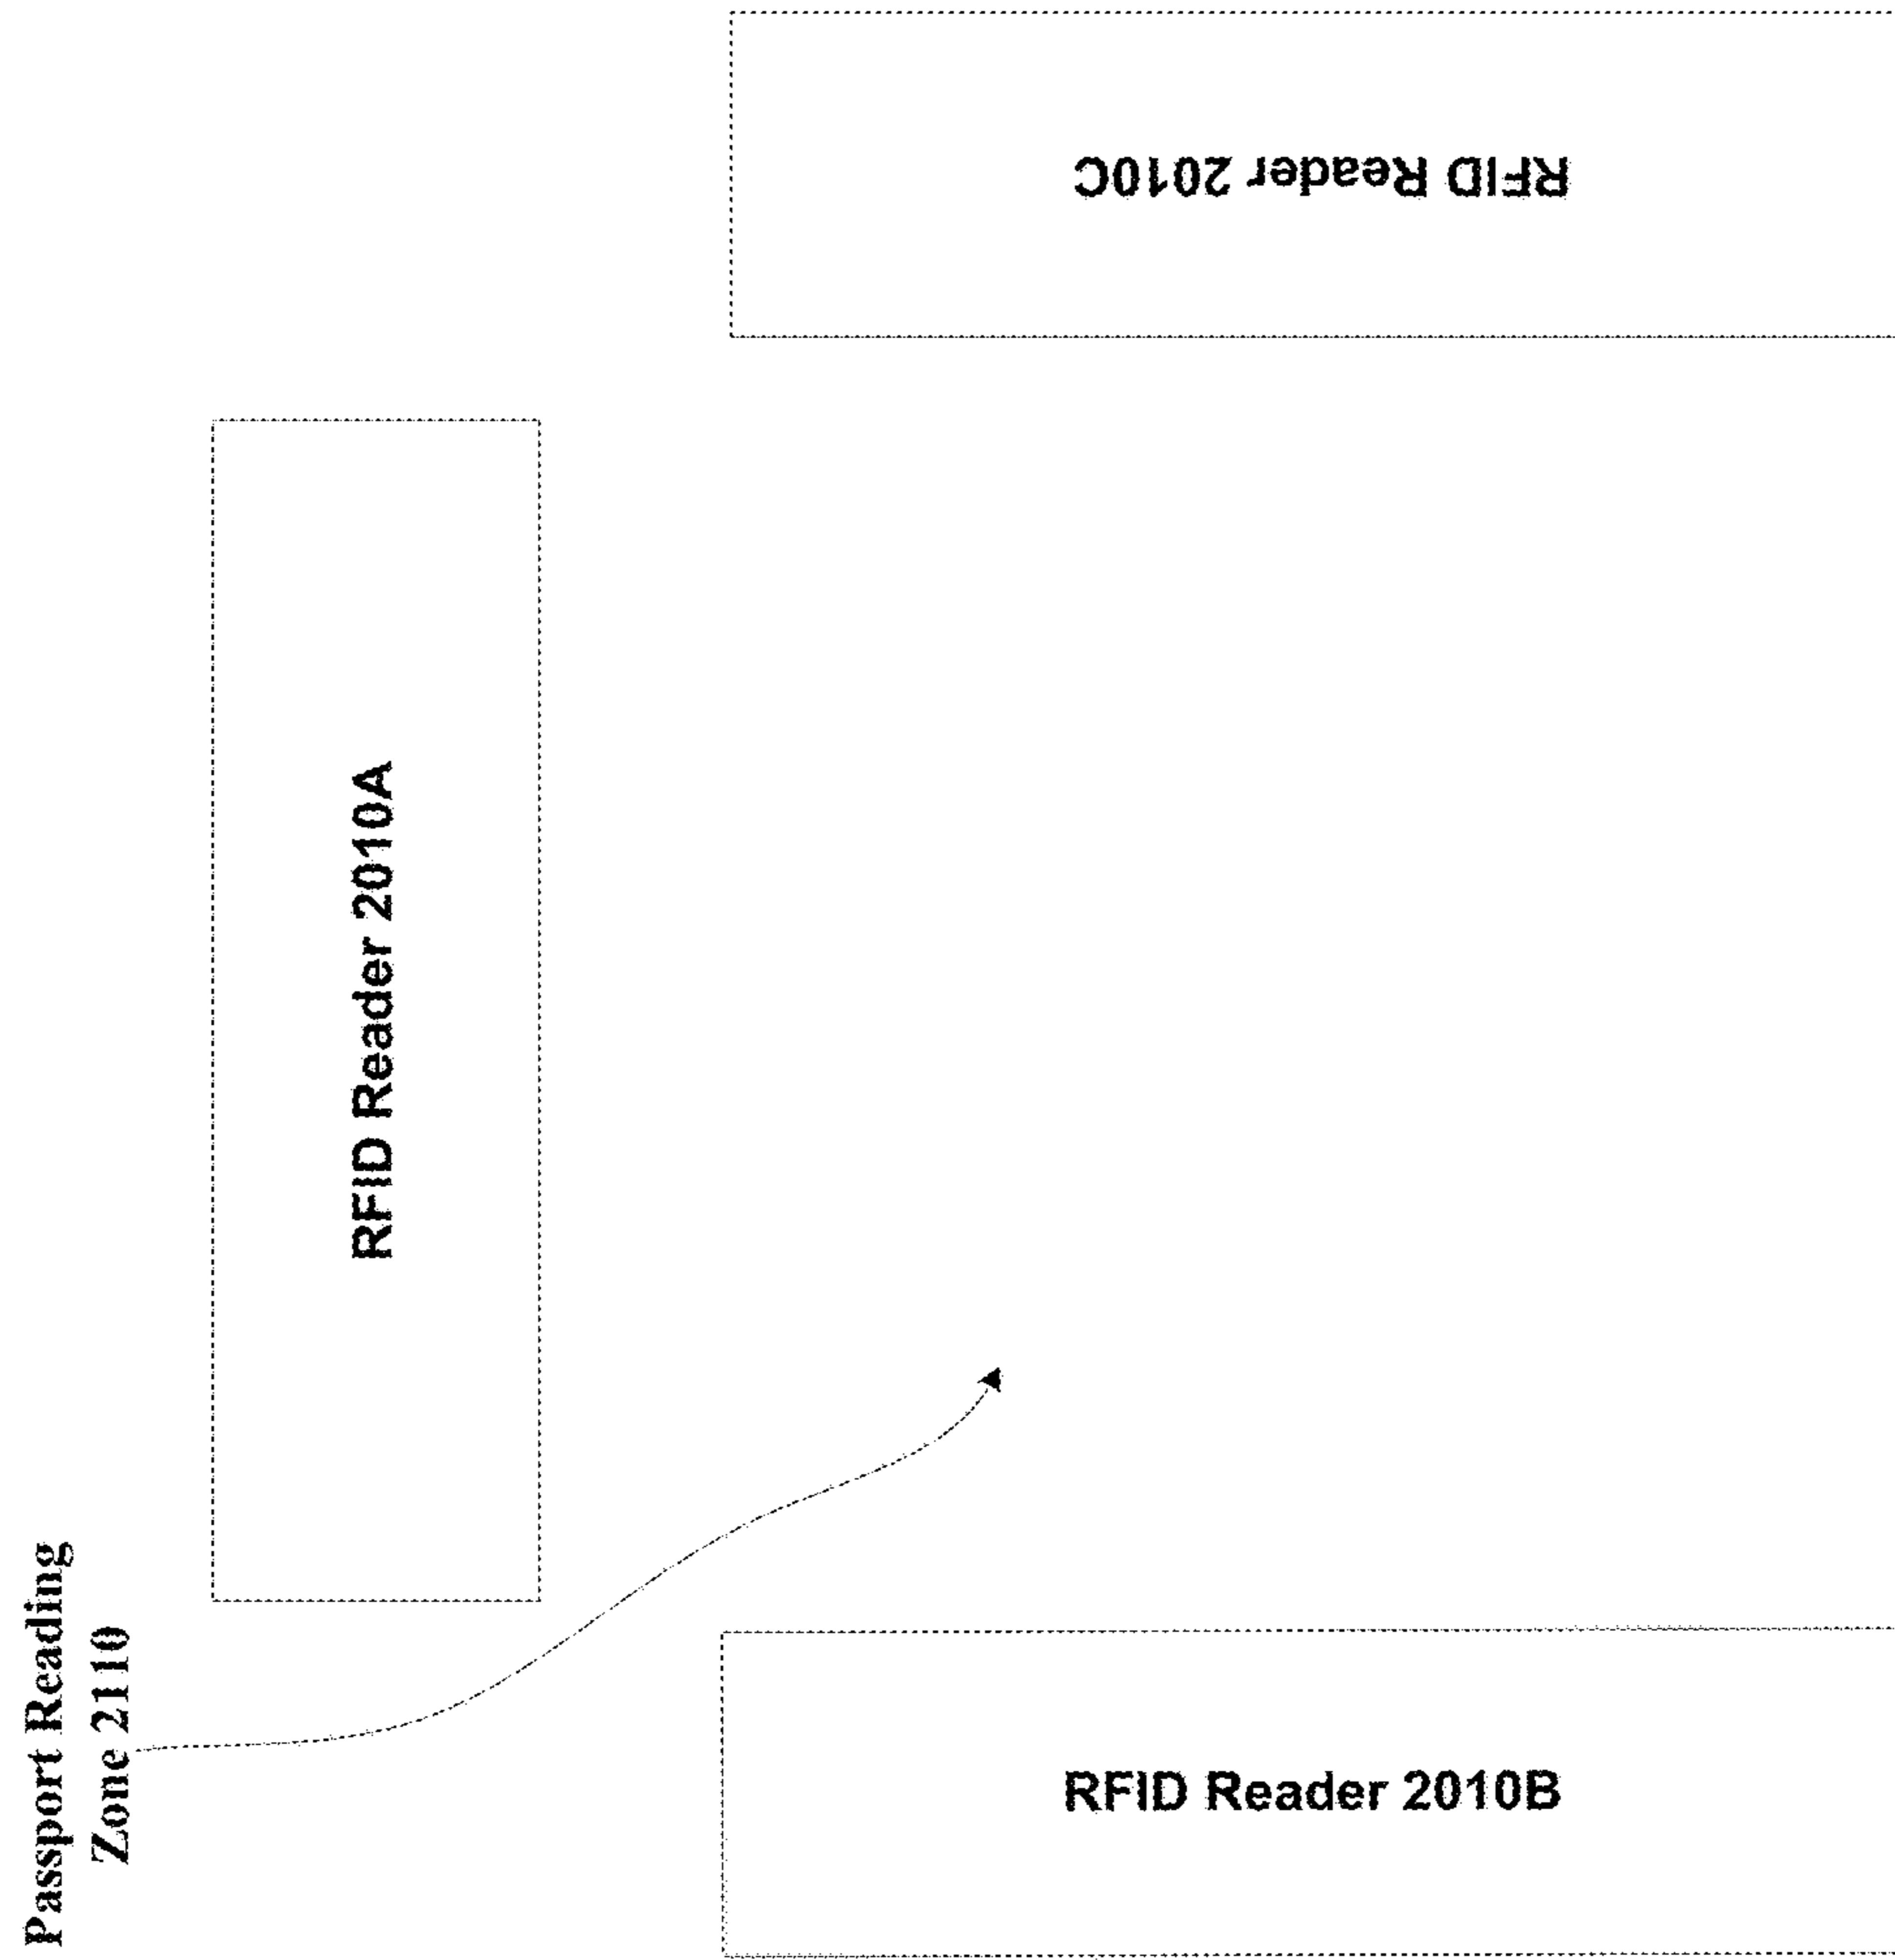 RFID Reader 2010C
RFID Reader 2010A
Passport Reading
Zone 2110
RFID Reader 2010B